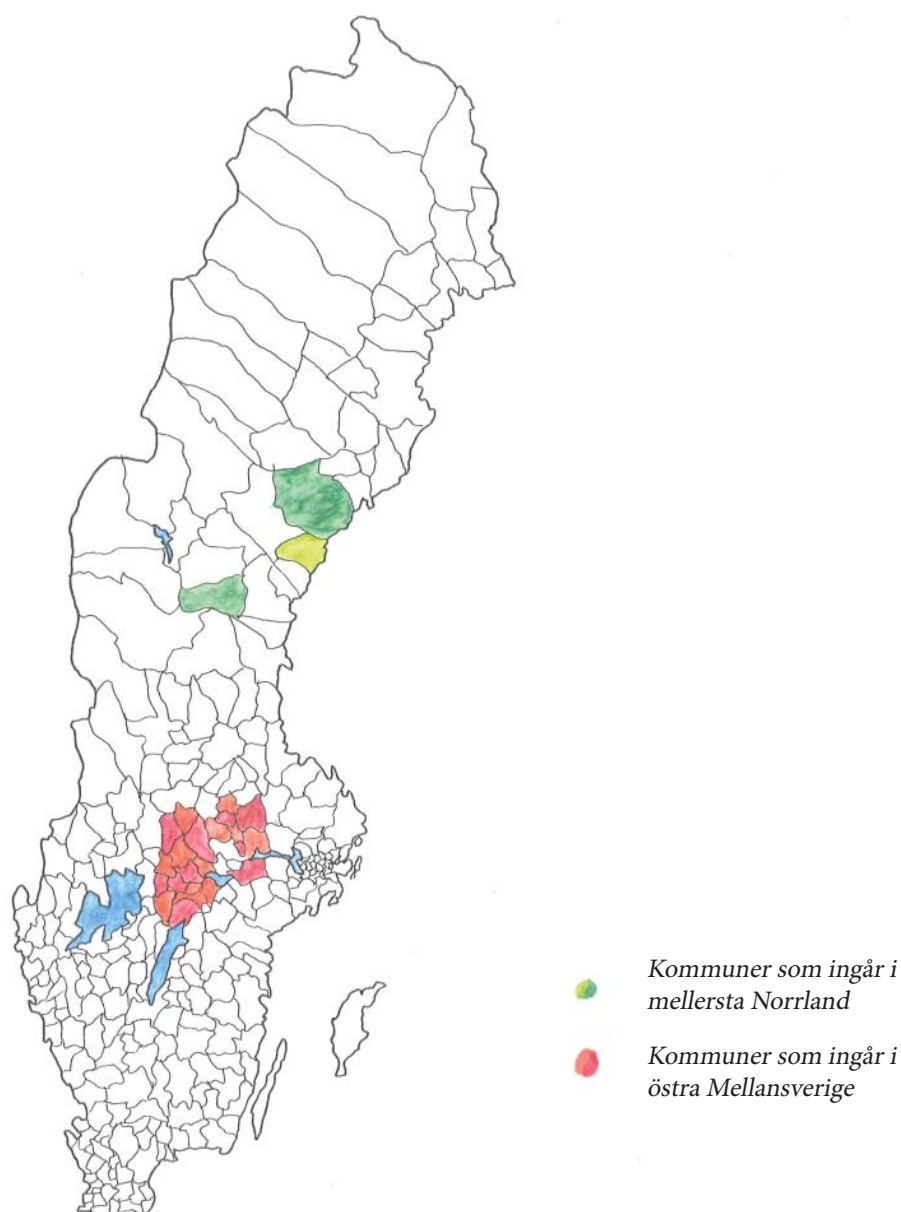 Kommuner som ingår i
mellersta Norrland
Kommuner som ingår i
östra Mellansverige